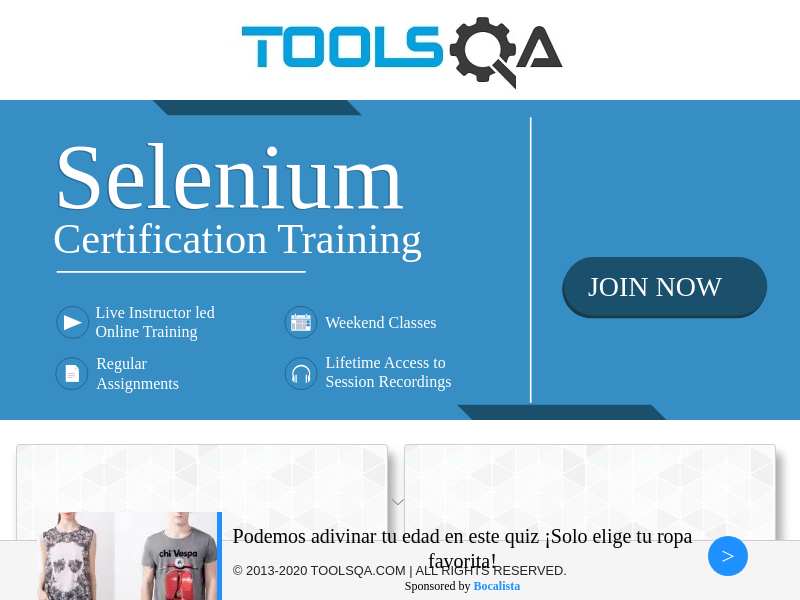 TOOLSQA
Selenium
Certification Training
Live Instructor led
Online Training
Weekend Classes
Regular
Assignments
Lifetime Access to
Session Recordings
JOIN NOW
chi Vespa
Podemos adivinar tu edad en este quiz ¡Solo elige tu ropa
favorita!
>
© 2013-2020 TOOLSQA.COM | ALL RIGHTS RESERVED.
Sponsored by Bocalista